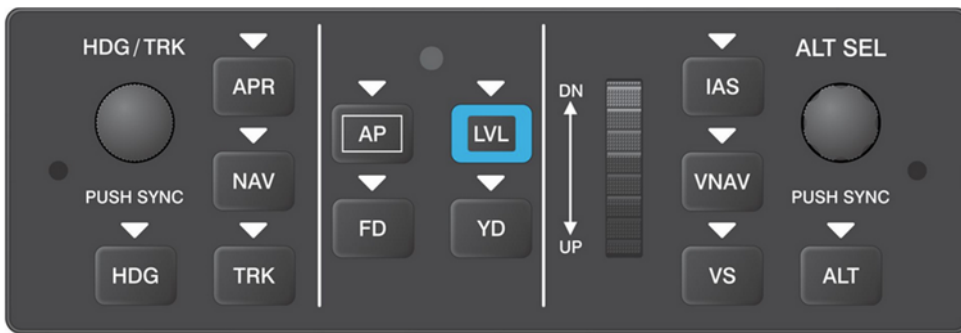 HDG / TRK
PUSH SYNC
HDG
APR
NAV
TRK
AP
LVL
FD
YD
DN
UP
IAS
VNAV
VS
ALT SEL
PUSH SYNC
ALT